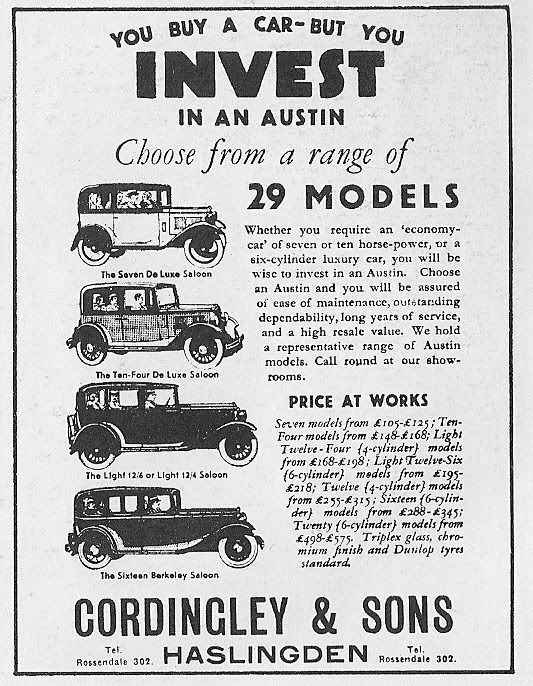 YOU BUY A CAR-BUT YOU
INVEST
IN AN AUSTIN
Choose from a range of
29 MODELS
The Seven De Luxe Saloon
The Ten-Four De Luxe Saloon
The Light 12/6 or Light 12/4 Saloon
The Sixteen Berkeley Saloon
Whether you require an 'economy-
car' of seven or ten horse-power, or a
six-cylinder luxury car, you will be
wise to invest in an Austin. Choose
an Austin and you will be assured
of ease of maintenance, outstanding
dependability, long years of service,
and a high resale value. We hold
a representative range of Austin
models. Call round at our show-
rooms.
PRICE AT WORKS
Seven models from £105-£125; Ten-
Four models from £148-£168; Light
Twelve-Four {4-cylinder} models
from £168-£198; Light Twelve-Six
{6-cylinder} models from £195-
£218; Twelve {4-cylinder} models
from £255-£315; Sixteen {6-cylin-
der} models from £288-£345;
Twenty {6-cylinder} models from
£498-£575. Triplex glass, chro-
mium finish and Dunlop tyres
standard.
CORDINGLEY & SONS
Tel.
Rossendale 302.
HASLINGDEN
Tel.
Rossendale 302.